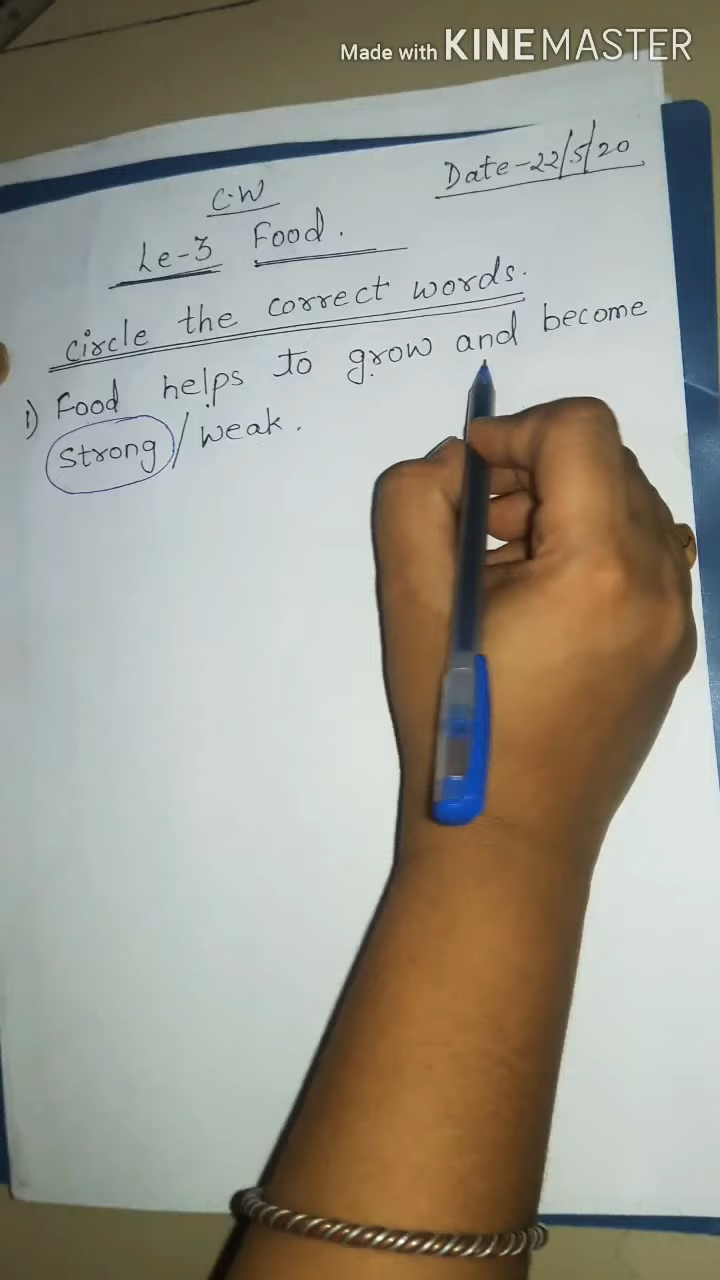 Made with KINEMASTER
C.W
Date-22/5/20
Le-3 Food.
circle the correct words.
1) Food helps to grow and become
Strong / weak.